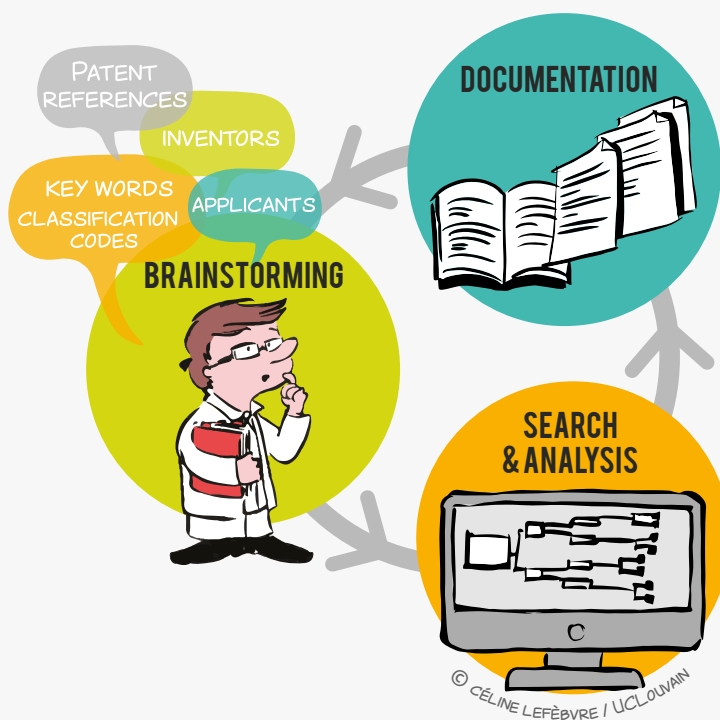 PATENT
REFERENCES
INVENTORS
KEY WORDS
CLASSIFICATION
CODES
APPLICANTS
BRAINSTORMING
DOCUMENTATION
SEARCH
& ANALYSIS
© CÉLINE LEFÈBVRE / UCLOUVAIN